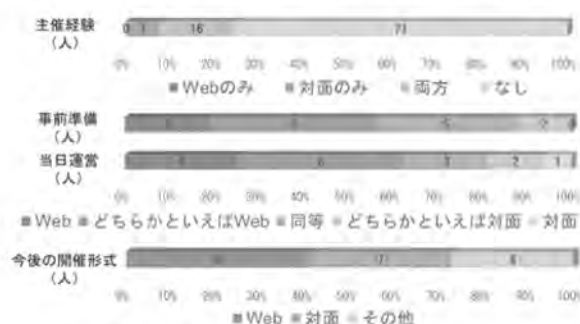 主催経験
(人)
16 71
0% 10% 20% 30% 40% 50% 60% 70% 80% 90% 100%
■Webのみ ■対面のみ ■両方 ■なし
事前準備
(人)
当日運営
(人)
2 1
0% 10% 20% 30% 40% 50% 60% 70% 80% 90% 100%
■Web ■どちらかといえばWeb ■同等 ■どちらかといえば対面 ■対面
今後の開催形式
(人)
0% 10% 20% 30% 40% 50% 60% 70% 80% 90% 100%
■Web ■対面 ■その他